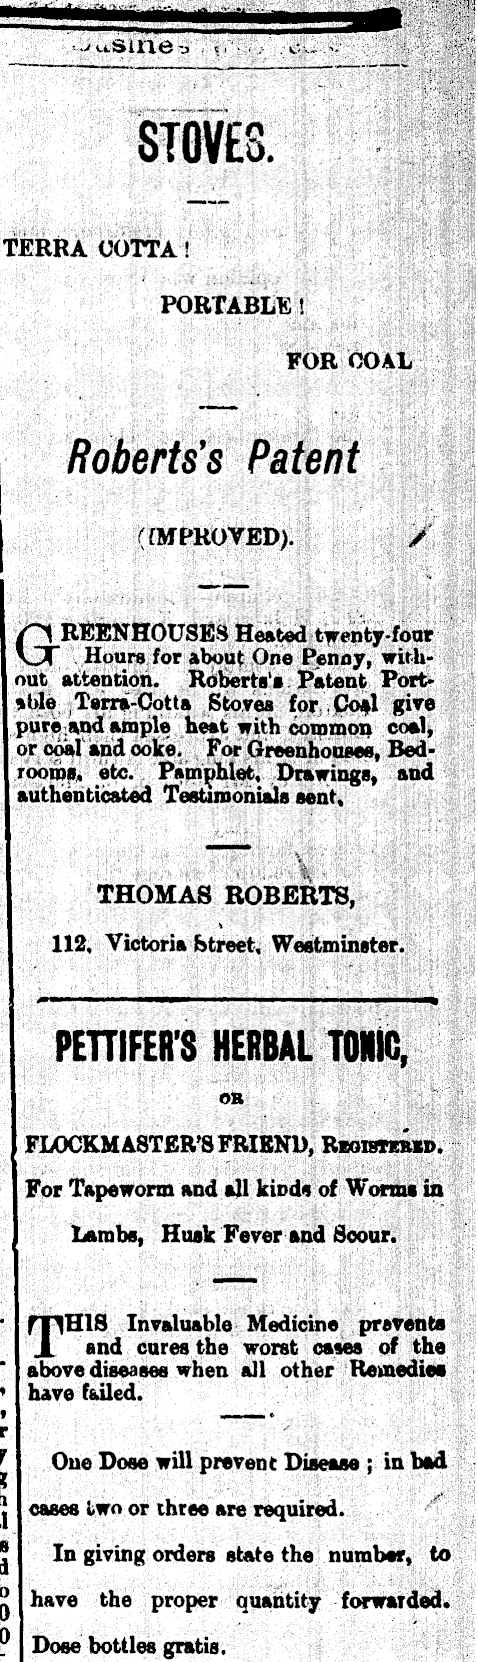 STOVES.
TERRA COTTA!
PORTABLE!
FOR COAL
Roberts's Patent
(IMPROVED).
GREENHOUSES Heated twenty-four
Hours for about One Penny, with-
out attention. Roberts's Patent Port-
able Terra-Cotta Stoves for Coal give
pure and ample heat with common coal,
or coal and coke. For Greenhouses, Bed-
rooms, etc. Pamphlet, Drawings, and
authenticated Testimonials sent.
THOMAS ROBERTS,
112, Victoria Street, Westminster.
PETTIFER'S HERBAL TONIC,
OR
FLOCKMASTER'S FRIEND, REGISTERED.
For Tapeworm and all kinds of Worms in
Lambs, Husk Fever and Scour.
THIS Invaluable Medicine prevents
and cures the worst cases of the
above diseases when all other Remedies
have failed.
One Dose will prevent Disease; in bad
cases two or three are required.
In giving orders state the number, to
have the proper quantity forwarded.
Dose bottles gratis.